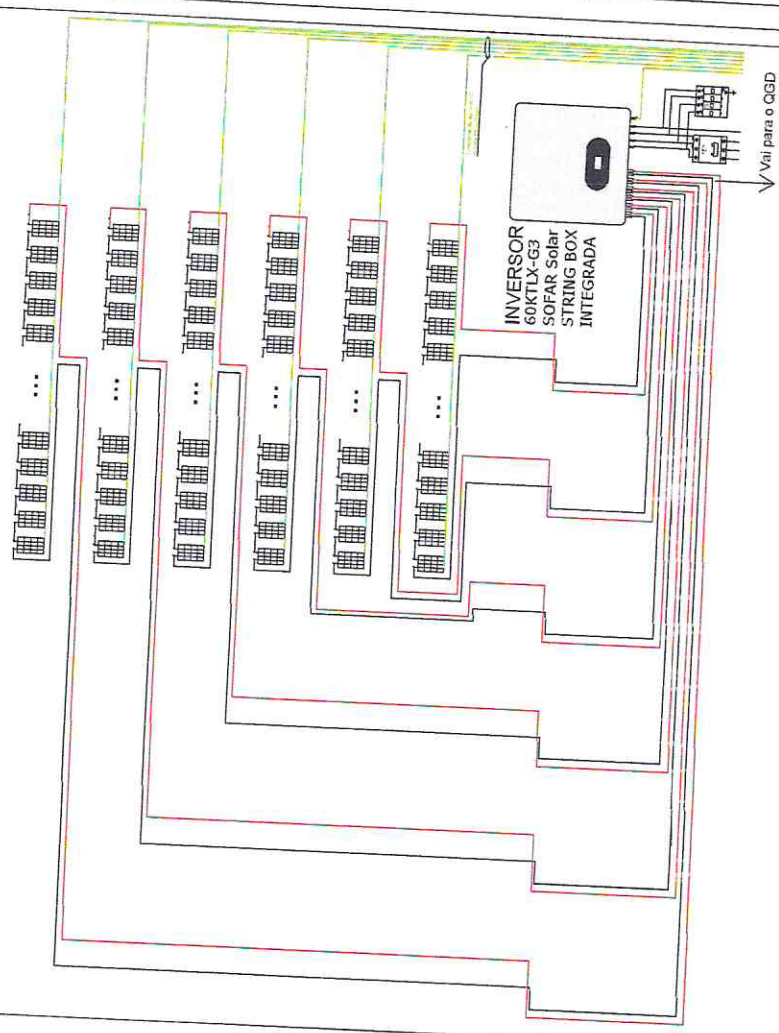 INVERSOR
60KTLX-G3
SOFAR Solar
STRING BOX
INTEGRADA
Vai para o QGD
...
...
...
...
...
...